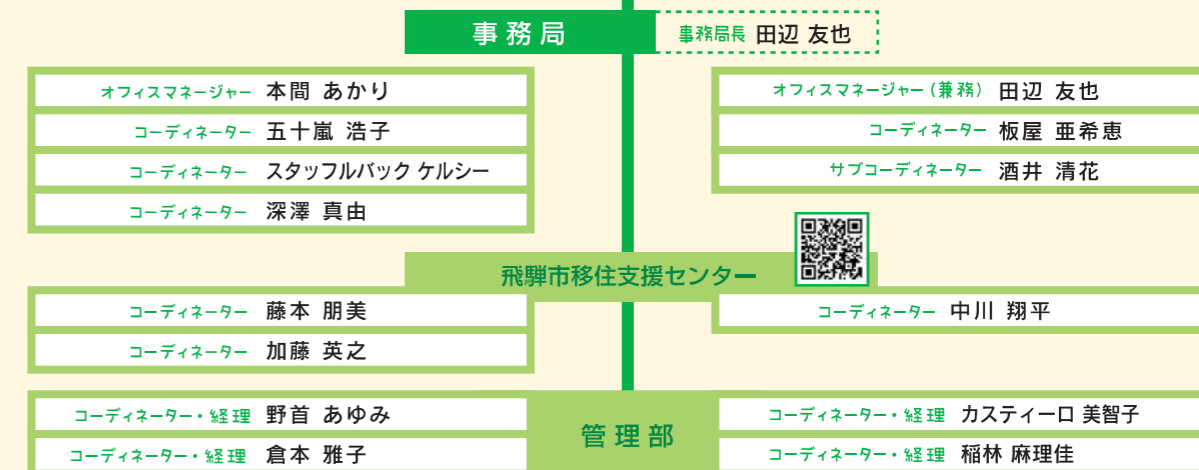 事務局
事務局長 田辺 友也
オフィスマネージャー 本間 あかり
コーディネーター 五十嵐 浩子
コーディネーター スタッフルバック ケルシー
コーディネーター 深澤 真由
オフィスマネージャー(兼務) 田辺 友也
コーディネーター 板屋 亜希恵
サブコーディネーター 酒井 清花
飛騨市移住支援センター
コーディネーター 藤本 朋美
コーディネーター 加藤 英之
コーディネーター 中川 翔平
管理部
コーディネーター・経理 野首 あゆみ
コーディネーター・経理 倉本 雅子
コーディネーター・経理 カスティーロ 美智子
コーディネーター・経理 稲林 麻理佳